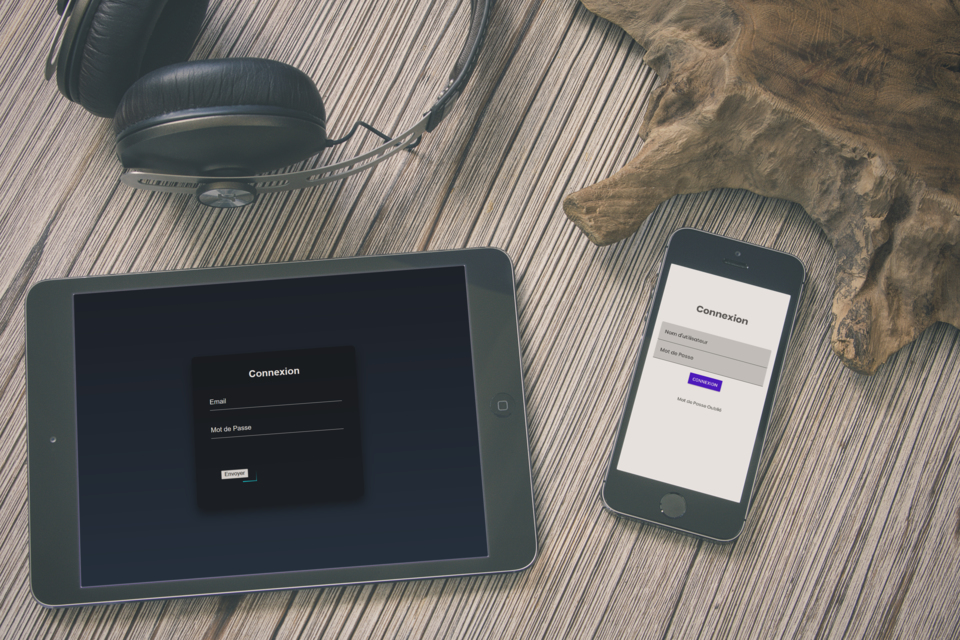 Connexion
Email
Mot de Passe
Envoyer
Connexion
Nom d'utilisateur
Mot de Passe
CONNEXION
Mot de Passe Oublié